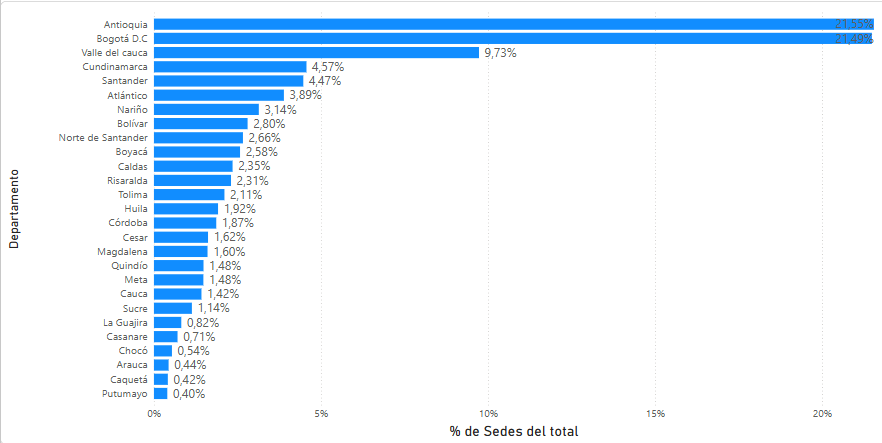 Departamento
Antioquia 21,55%
Bogotá D.C 21,49%
Valle del cauca 9,73%
Cundinamarca 4,57%
Santander 4,47%
Atlántico 3,89%
Nariño 3,14%
Bolívar 2,80%
Norte de Santander 2,66%
Boyacá 2,58%
Caldas 2,35%
Risaralda 2,31%
Tolima 2,11%
Huila 1,92%
Córdoba 1,87%
Cesar 1,62%
Magdalena 1,60%
Quindío 1,48%
Meta 1,48%
Cauca 1,42%
Sucre 1,14%
La Guajira 0,82%
Casanare 0,71%
Chocó 0,54%
Arauca 0,44%
Caquetá 0,42%
Putumayo 0,40%
0% 5% 10% 15% 20%
% de Sedes del total